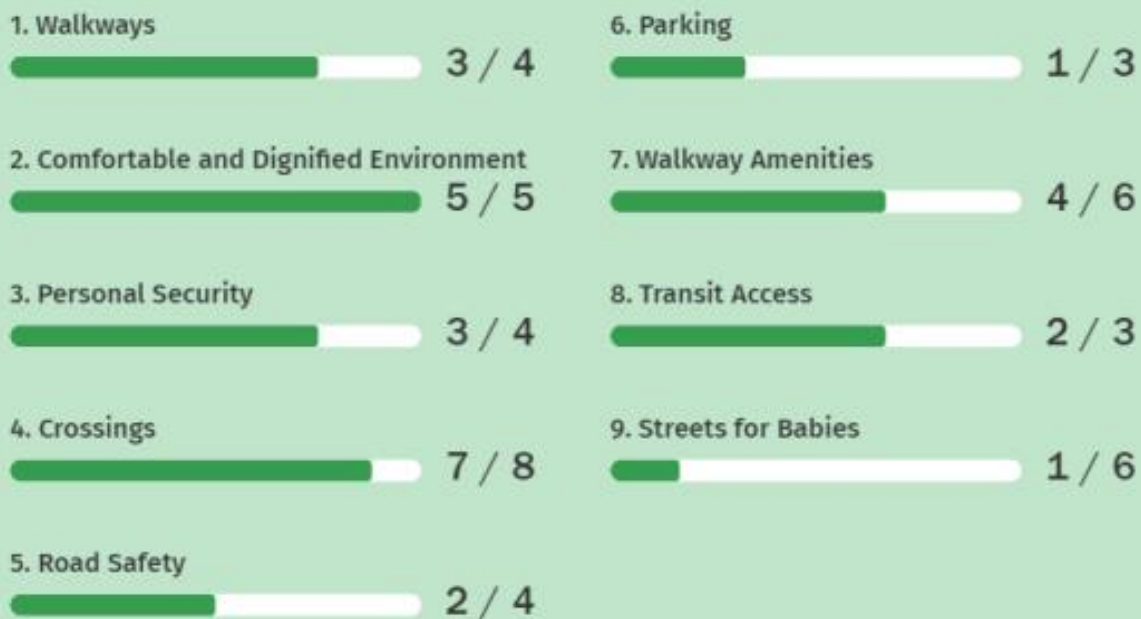 1. Walkways
3 / 4
2. Comfortable and Dignified Environment
5 / 5
3. Personal Security
3 / 4
4. Crossings
7 / 8
5. Road Safety
2 / 4
6. Parking
1 / 3
7. Walkway Amenities
4 / 6
8. Transit Access
2 / 3
9. Streets for Babies
1 / 6